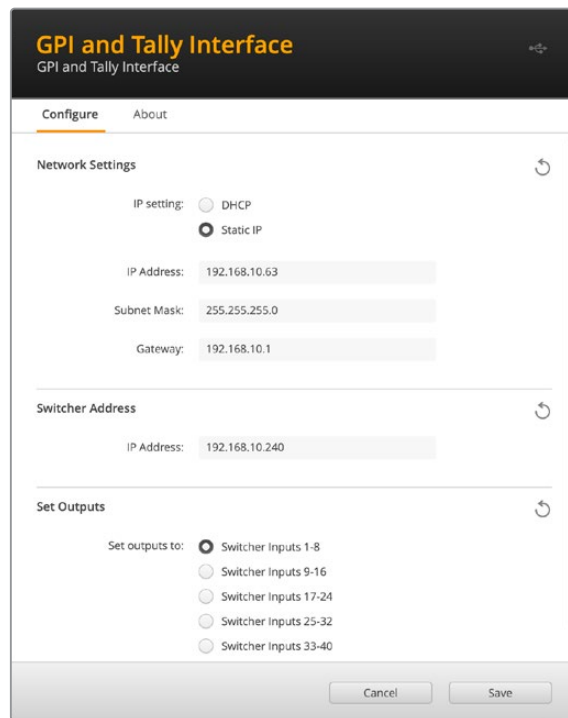 GPI and Tally Interface
GPI and Tally Interface
Configure About
Network Settings
IP setting: DHCP
Static IP
IP Address: 192.168.10.63
Subnet Mask: 255.255.255.0
Gateway: 192.168.10.1
Switcher Address
IP Address: 192.168.10.240
Set Outputs
Set outputs to: Switcher Inputs 1-8
Switcher Inputs 9-16
Switcher Inputs 17-24
Switcher Inputs 25-32
Switcher Inputs 33-40
Cancel Save